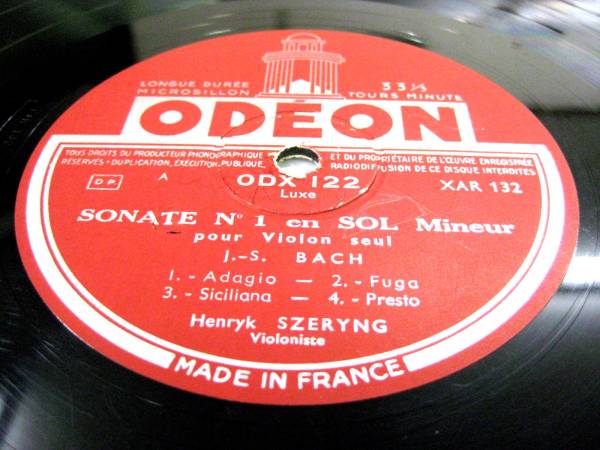 LONGUE DURÉE
MICROSILLON
33⅓
TOURS MINUTE
ODÉON
TOUS DROITS DU PRODUCTEUR PHONOGRAPHIQUE ET DU PROPRIÉTAIRE DE L'ŒUVRE ENREGISTRÉE
RÉSERVÉS · DUPLICATION, EXÉCUTION PUBLIQUE RADIODIFFUSION DE CE DISQUE INTERDITES
DP A ODX 122 XAR 132
Luxe
SONATE Nº 1 en SOL Mineur
pour Violon seul
J.-S. BACH
1. - Adagio — 2. - Fuga
3. - Siciliana — 4. - Presto
Henryk SZERYNG
Violoniste
MADE IN FRANCE